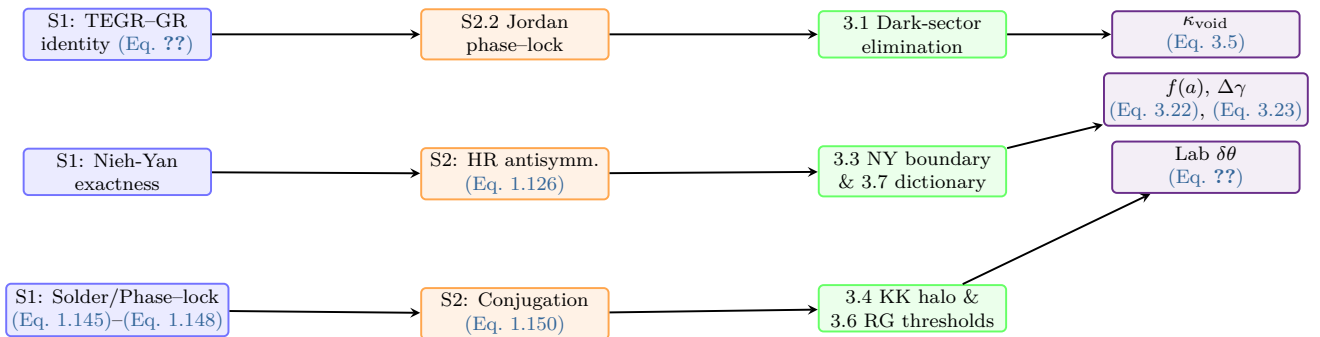 S1: TEGR–GR
identity (Eq. ??)
S2.2 Jordan
phase–lock
3.1 Dark-sector
elimination
κvoid
(Eq. 3.5)
f(a), Δγ
(Eq. 3.22), (Eq. 3.23)
S1: Nieh-Yan
exactness
S2: HR antisymm.
(Eq. 1.126)
3.3 NY boundary
& 3.7 dictionary
Lab δθ
(Eq. ??)
S1: Solder/Phase–lock
(Eq. 1.145)–(Eq. 1.148)
S2: Conjugation
(Eq. 1.150)
3.4 KK halo &
3.6 RG thresholds